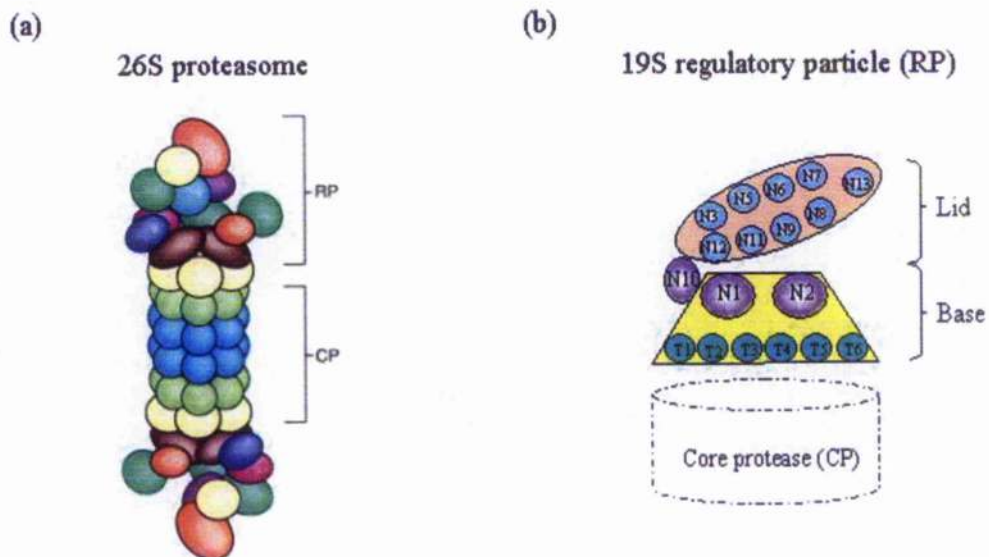 (a)
26S proteasome
RP
CP
(b)
19S regulatory particle (RP)
N3 N5 N6 N7 N13
N12 N11 N9 N8
Lid
N10
N1 N2
Base
T1 T2 T3 T4 T5 T6
Core protease (CP)